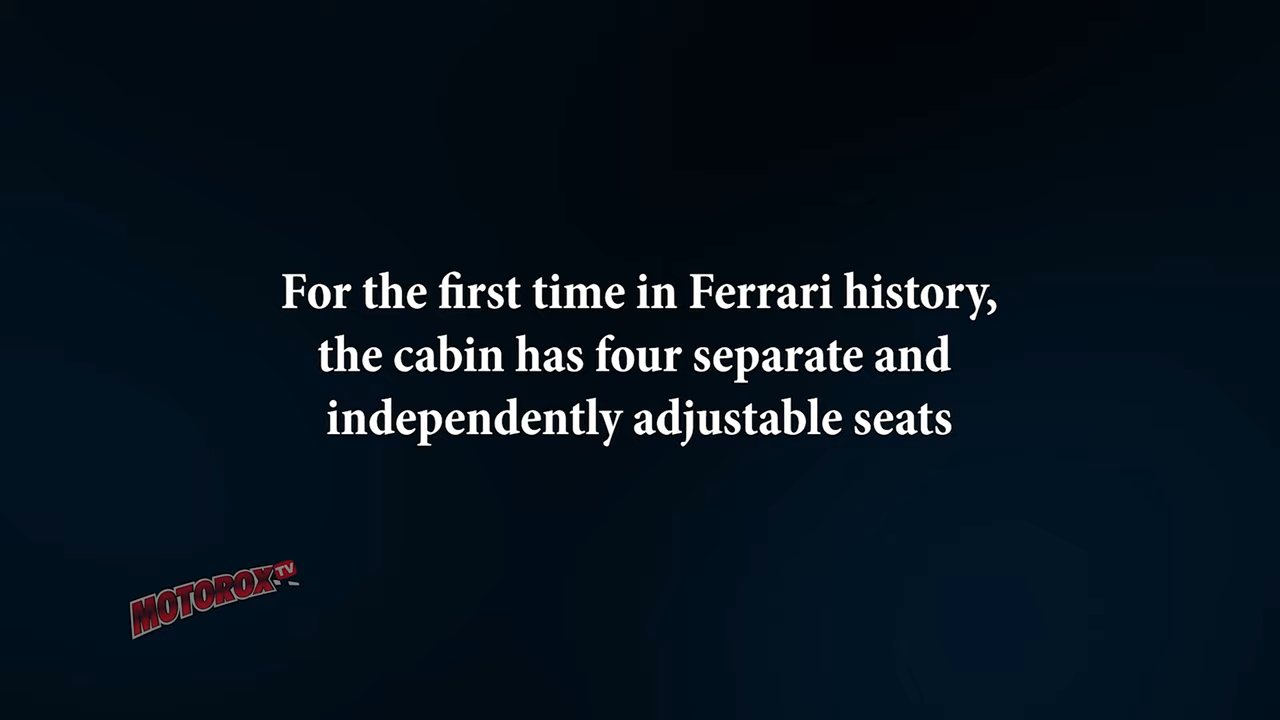 For the first time in Ferrari history,
the cabin has four separate and
independently adjustable seats
MOTOROX TV